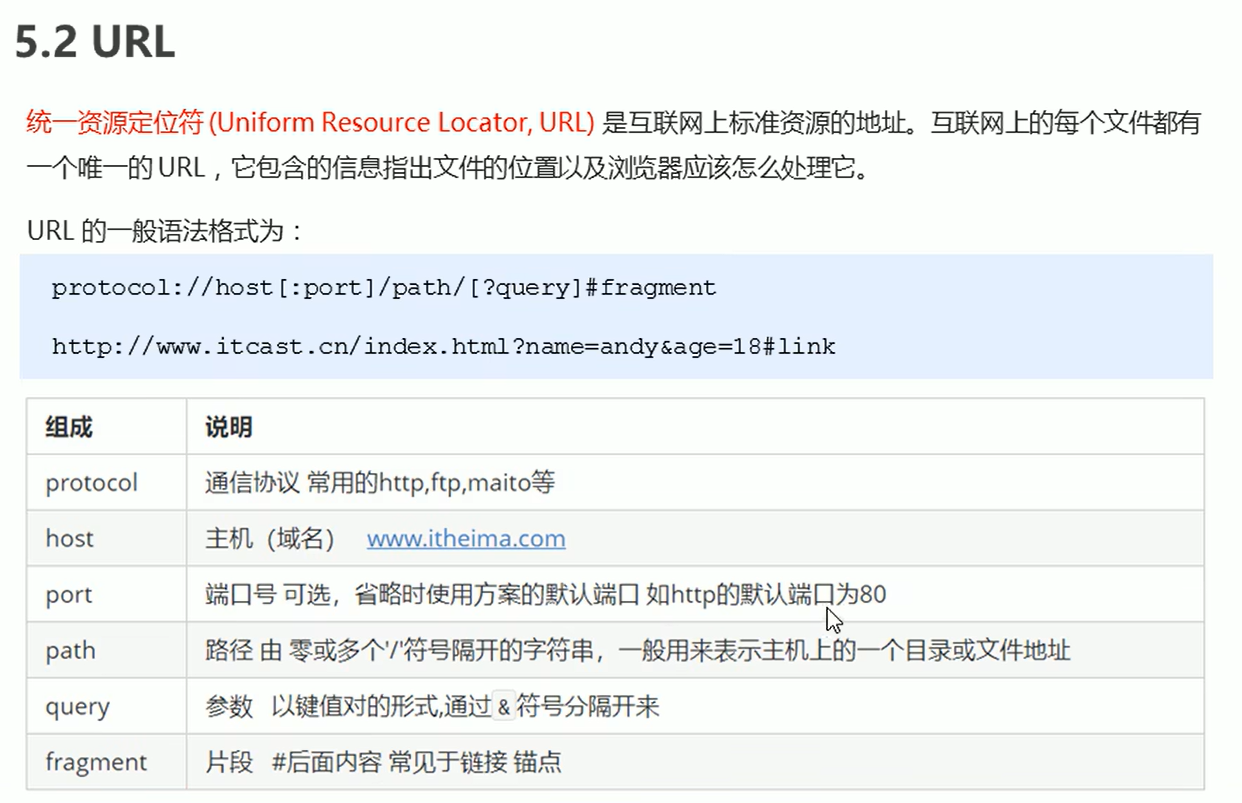 5.2 URL
统一资源定位符(Uniform Resource Locator, URL) 是互联网上标准资源的地址。互联网上的每个文件都有
一个唯一的URL，它包含的信息指出文件的位置以及浏览器应该怎么处理它。
URL 的一般语法格式为：
protocol://host[:port]/path/[?query]#fragment
http://www.itcast.cn/index.html?name=andy&age=18#link
组成 说明
protocol 通信协议 常用的http,ftp,maito等
host 主机（域名） www.itheima.com
port 端口号 可选，省略时使用方案的默认端口 如http的默认端口为80
path 路径 由 零或多个'/'符号隔开的字符串，一般用来表示主机上的一个目录或文件地址
query 参数 以键值对的形式,通过&符号分隔开来
fragment 片段 #后面内容 常见于链接 锚点